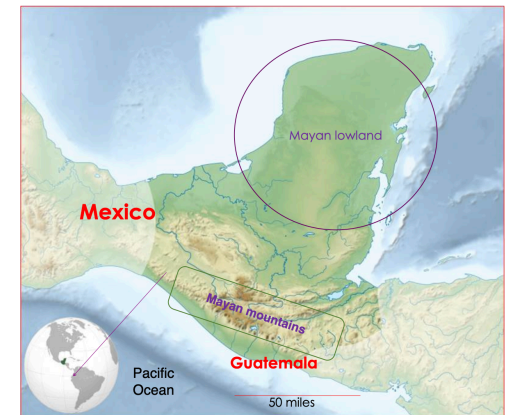 Mayan lowland
Mexico
Mayan mountains
Guatemala
Pacific
Ocean
50 miles